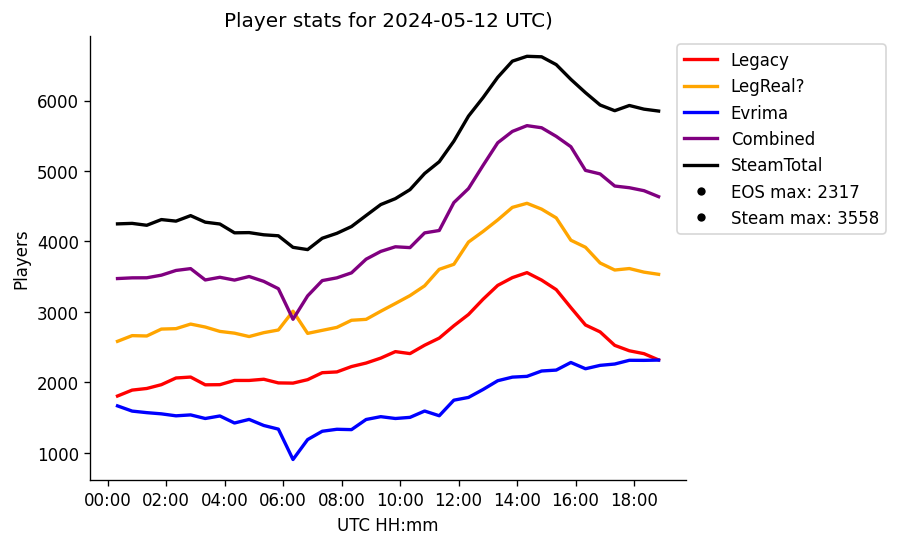 Player stats for 2024-05-12 UTC)
Legacy
LegReal?
Evrima
Combined
SteamTotal
EOS max: 2317
Steam max: 3558
Players
6000
5000
4000
3000
2000
1000
00:00 02:00 04:00 06:00 08:00 10:00 12:00 14:00 16:00 18:00
UTC HH:mm